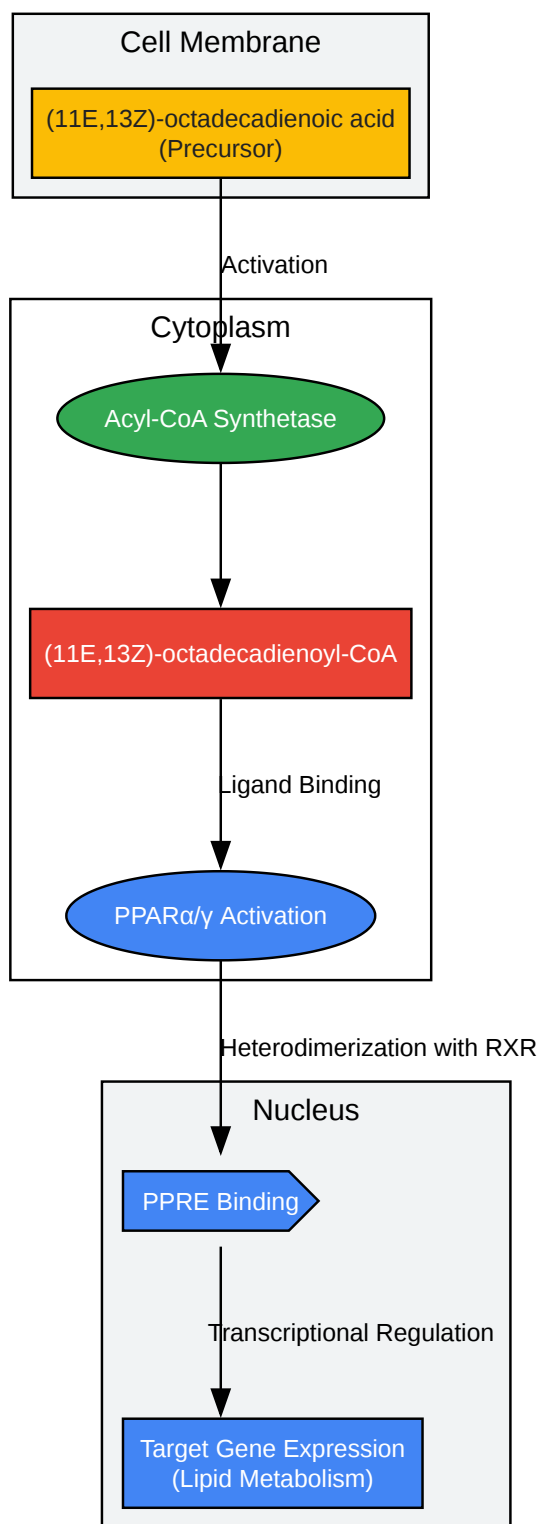 Cell Membrane
(11E,13Z)-octadecadienoic acid
(Precursor)
Activation
Cytoplasm
Acyl-CoA Synthetase
(11E,13Z)-octadecadienoyl-CoA
Ligand Binding
PPARα/γ Activation
Heterodimerization with RXR
Nucleus
PPRE Binding
Transcriptional Regulation
Target Gene Expression
(Lipid Metabolism)